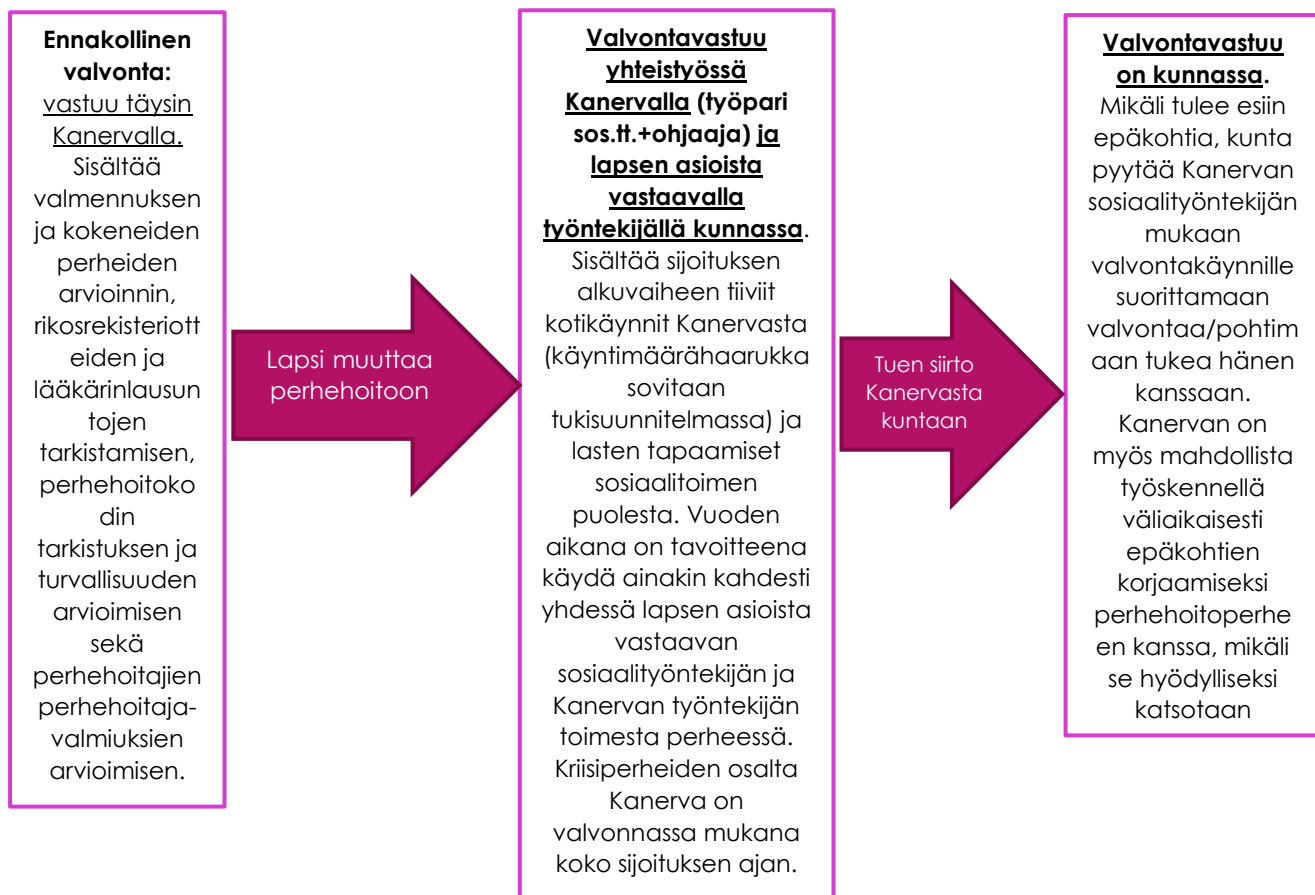 Ennakollinen
valvonta:
vastuu täysin
Kanervalla.
Sisältää
valmennuksen
ja kokeneiden
perheiden
arvioinnin,
rikosrekisteriott
eiden ja
lääkärinlausun
tojen
tarkistamisen,
perhehoitoko
din
tarkistuksen ja
turvallisuuden
arvioimisen
sekä
perhehoitajien
perhehoitaja-
valmiuksien
arvioimisen.
Lapsi muuttaa
perhehoitoon
Valvontavastuu
yhteistyössä
Kanervalla (työpari
sos.tt.+ohjaaja) ja
lapsen asioista
vastaavalla
työntekijällä kunnassa.
Sisältää sijoituksen
alkuvaiheen tiiviit
kotikäynnit Kanervasta
(käyntimäärähaarukka
sovitaan
tukisuunnitelmassa) ja
lasten tapaamiset
sosiaalitoimen
puolesta. Vuoden
aikana on tavoitteena
käydä ainakin kahdesti
yhdessä lapsen asioista
vastaavan
sosiaalityöntekijän ja
Kanervan työntekijän
toimesta perheessä.
Kriisiperheiden osalta
Kanerva on
valvonnassa mukana
koko sijoituksen ajan.
Tuen siirto
Kanervasta
kuntaan
Valvontavastuu
on kunnassa.
Mikäli tulee esiin
epäkohtia, kunta
pyytää Kanervan
sosiaalityöntekijän
mukaan
valvontakäynnille
suorittamaan
valvontaa/pohtim
aan tukea hänen
kanssaan.
Kanervan on
myös mahdollista
työskennellä
väliaikaisesti
epäkohtien
korjaamiseksi
perhehoitoperhe
en kanssa, mikäli
se hyödylliseksi
katsotaan